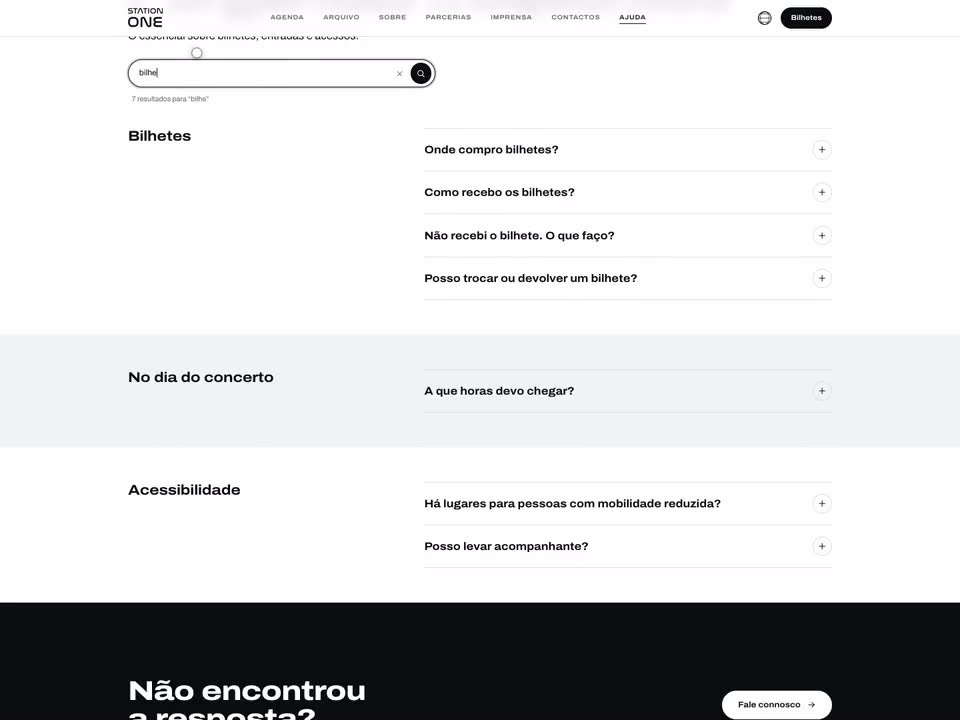 STATION
ONE
AGENDA
ARQUIVO
SOBRE
PARCERIAS
IMPRENSA
CONTACTOS
AJUDA
Bilhetes
O essencial sobre bilhetes, entradas e acessos.
bilhe
7 resultados para "bilhe"
Bilhetes
Onde compro bilhetes?
Como recebo os bilhetes?
Não recebi o bilhete. O que faço?
Posso trocar ou devolver um bilhete?
No dia do concerto
A que horas devo chegar?
Acessibilidade
Há lugares para pessoas com mobilidade reduzida?
Posso levar acompanhante?
Não encontrou
a resposta?
Fale connosco